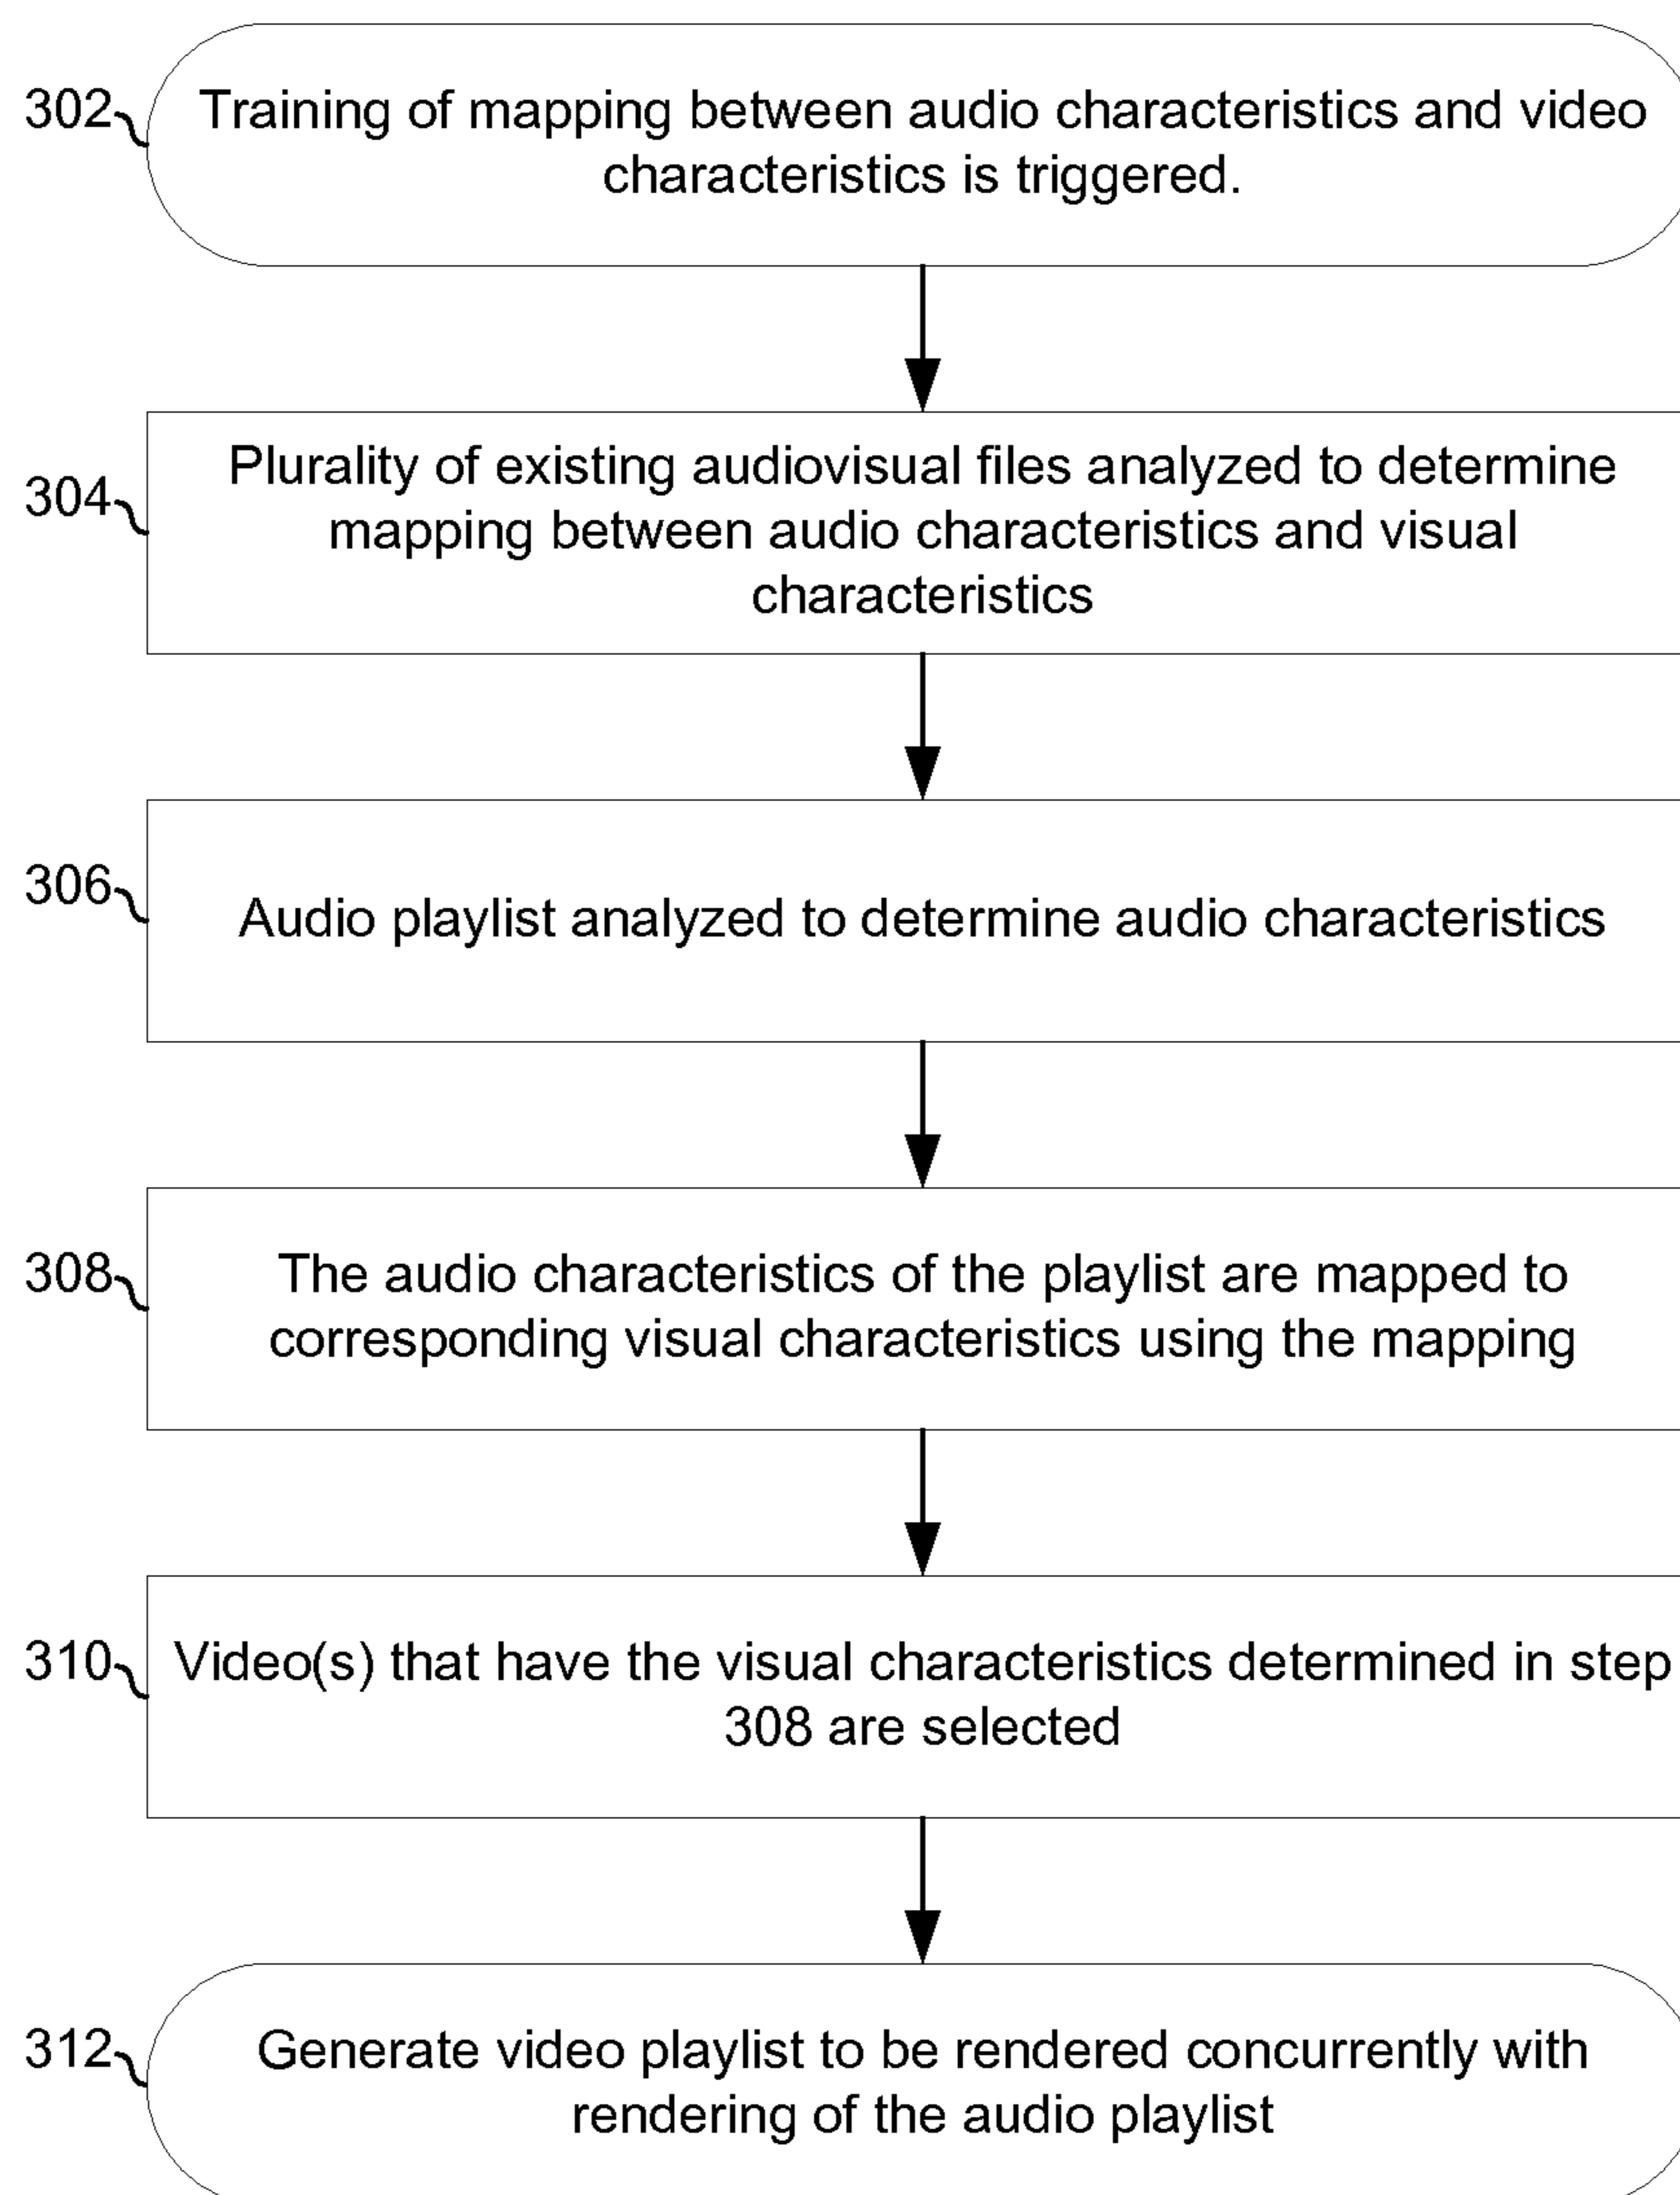 302
Training of mapping between audio characteristics and video
characteristics is triggered.
304
Plurality of existing audiovisual files analyzed to determine
mapping between audio characteristics and visual
characteristics
306
Audio playlist analyzed to determine audio characteristics
308
The audio characteristics of the playlist are mapped to
corresponding visual characteristics using the mapping
310
Video(s) that have the visual characteristics determined in step
308 are selected
312
Generate video playlist to be rendered concurrently with
rendering of the audio playlist